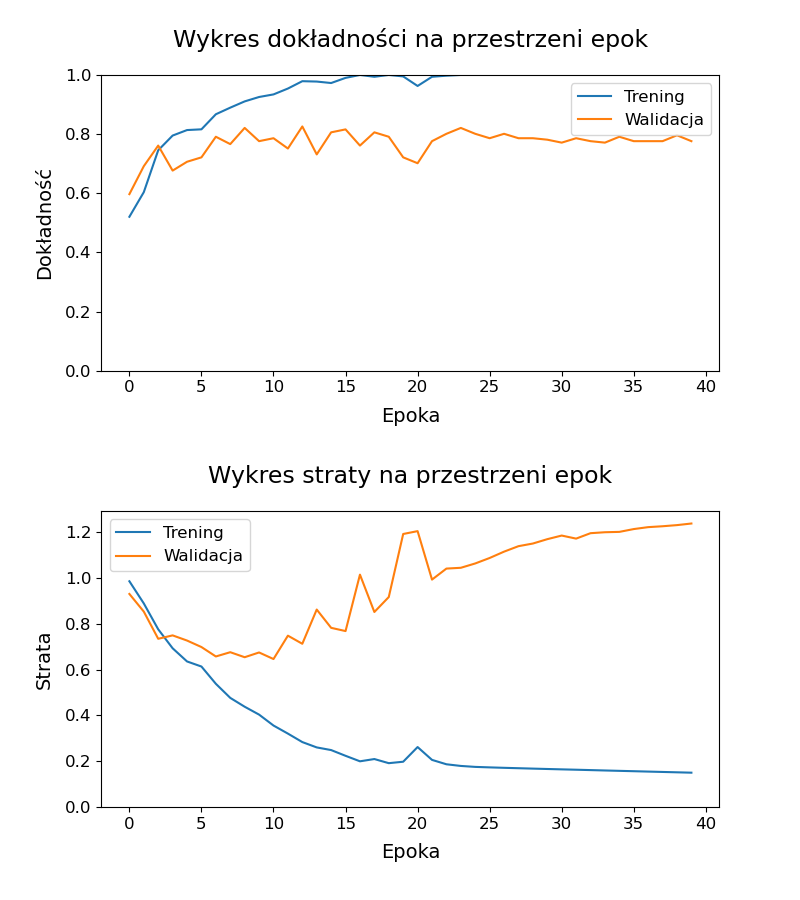 Wykres dokładności na przestrzeni epok
1.0
0.8
0.6
0.4
0.2
0.0
Dokładność
Trening
Walidacja
0 5 10 15 20 25 30 35 40
Epoka
Wykres straty na przestrzeni epok
1.2
1.0
0.8
0.6
0.4
0.2
0.0
Strata
Trening
Walidacja
0 5 10 15 20 25 30 35 40
Epoka